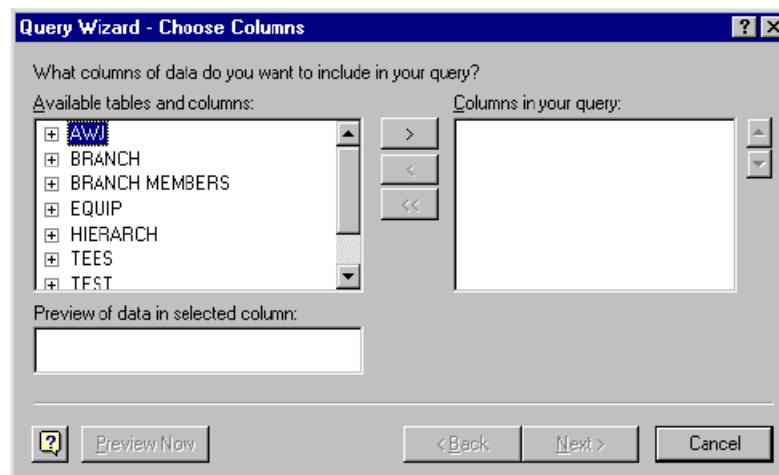 Query Wizard - Choose Columns
What columns of data do you want to include in your query?
Available tables and columns:
Columns in your query:
AWJ
BRANCH
BRANCH MEMBERS
EQUIP
HIERARCH
TEES
TEST
>
<
<<
Preview of data in selected column:
Preview Now
< Back
Next >
Cancel